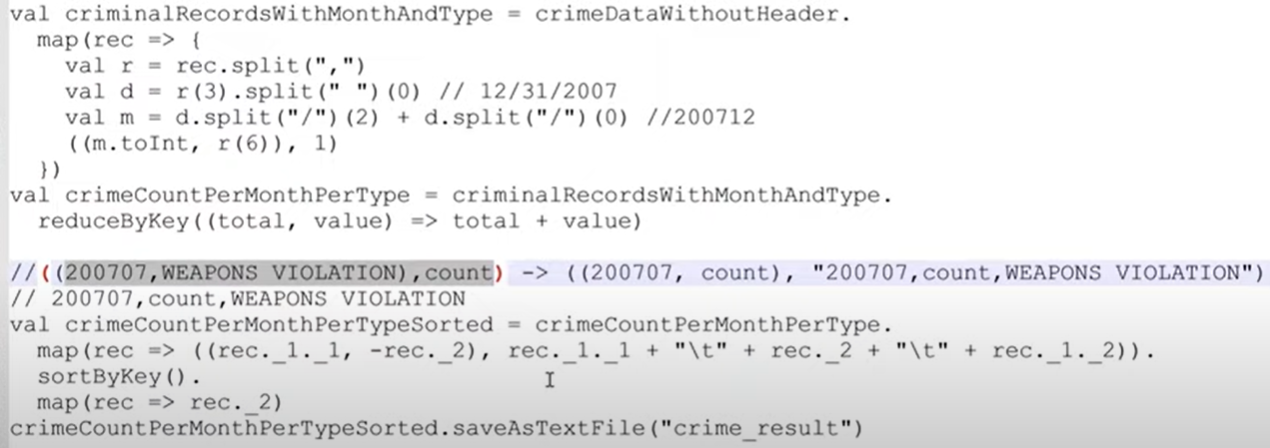 val criminalRecordsWithMonthAndType = crimeDataWithoutHeader.
  map(rec => {
    val r = rec.split(",")
    val d = r(3).split(" ")(0) // 12/31/2007
    val m = d.split("/")(2) + d.split("/")(0) //200712
    ((m.toInt, r(6)), 1)
  })
val crimeCountPerMonthPerType = criminalRecordsWithMonthAndType.
  reduceByKey((total, value) => total + value)
//((200707,WEAPONS VIOLATION),count) -> ((200707, count), "200707,count,WEAPONS VIOLATION")
// 200707,count,WEAPONS VIOLATION
val crimeCountPerMonthPerTypeSorted = crimeCountPerMonthPerType.
  map(rec => ((rec._1._1, -rec._2), rec._1._1 + "\t" + rec._2 + "\t" + rec._1._2)).
  sortByKey().
  map(rec => rec._2)
crimeCountPerMonthPerTypeSorted.saveAsTextFile("crime_result")